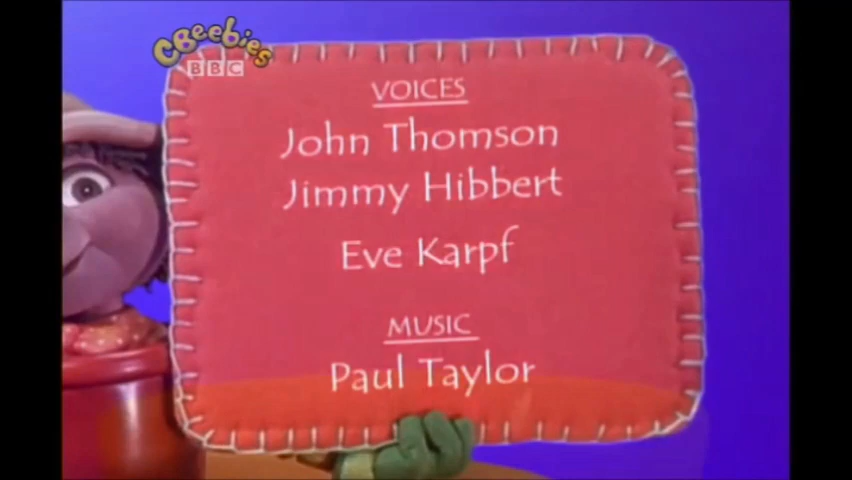 CBeebies
BBC
VOICES
John Thomson
Jimmy Hibbert
Eve Karpf
MUSIC
Paul Taylor